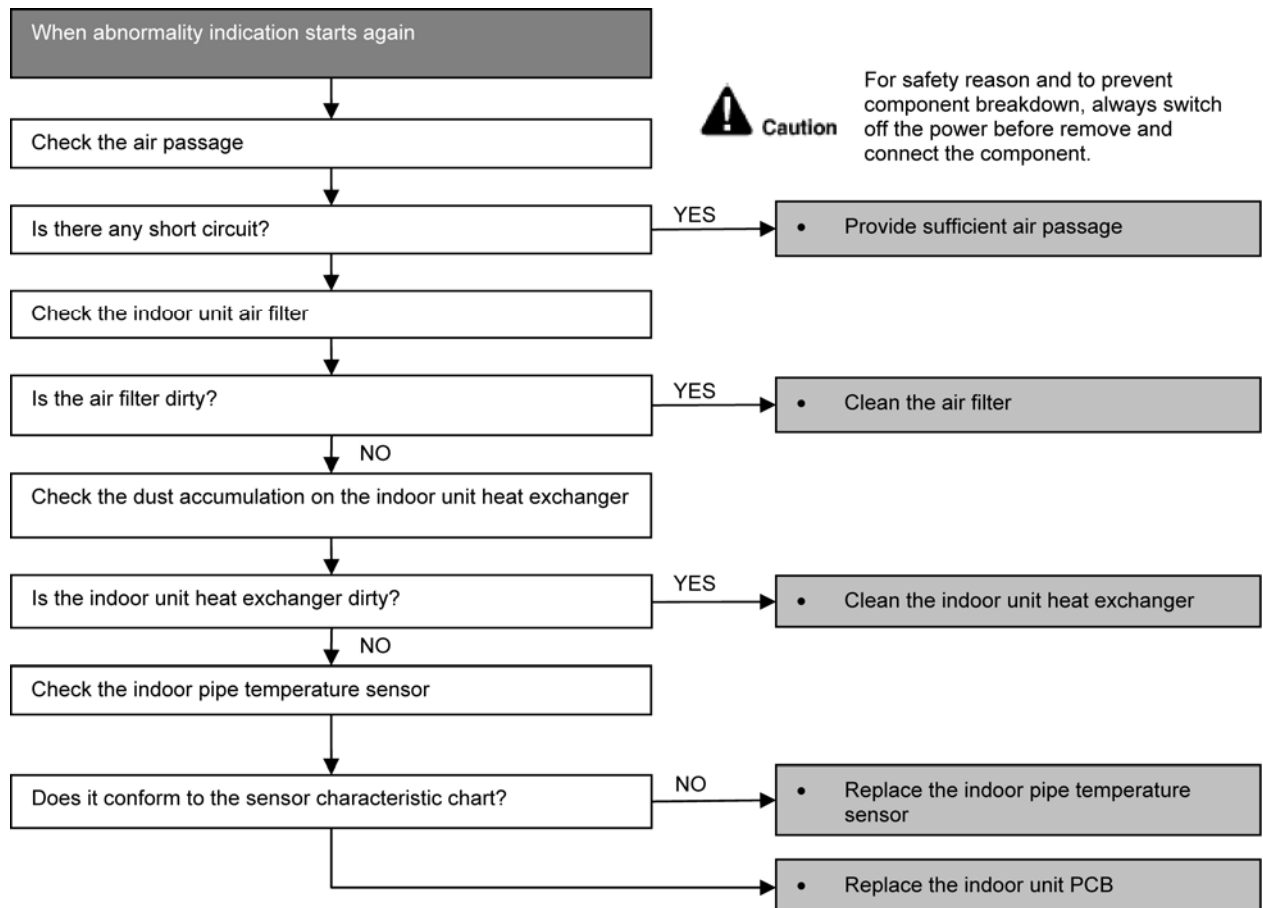 When abnormality indication starts again
For safety reason and to prevent
component breakdown, always switch
off the power before remove and
connect the component.
Caution
Check the air passage
Is there any short circuit?
YES
• Provide sufficient air passage
Check the indoor unit air filter
Is the air filter dirty?
YES
• Clean the air filter
NO
Check the dust accumulation on the indoor unit heat exchanger
Is the indoor unit heat exchanger dirty?
YES
• Clean the indoor unit heat exchanger
NO
Check the indoor pipe temperature sensor
Does it conform to the sensor characteristic chart?
NO
• Replace the indoor pipe temperature
sensor
• Replace the indoor unit PCB